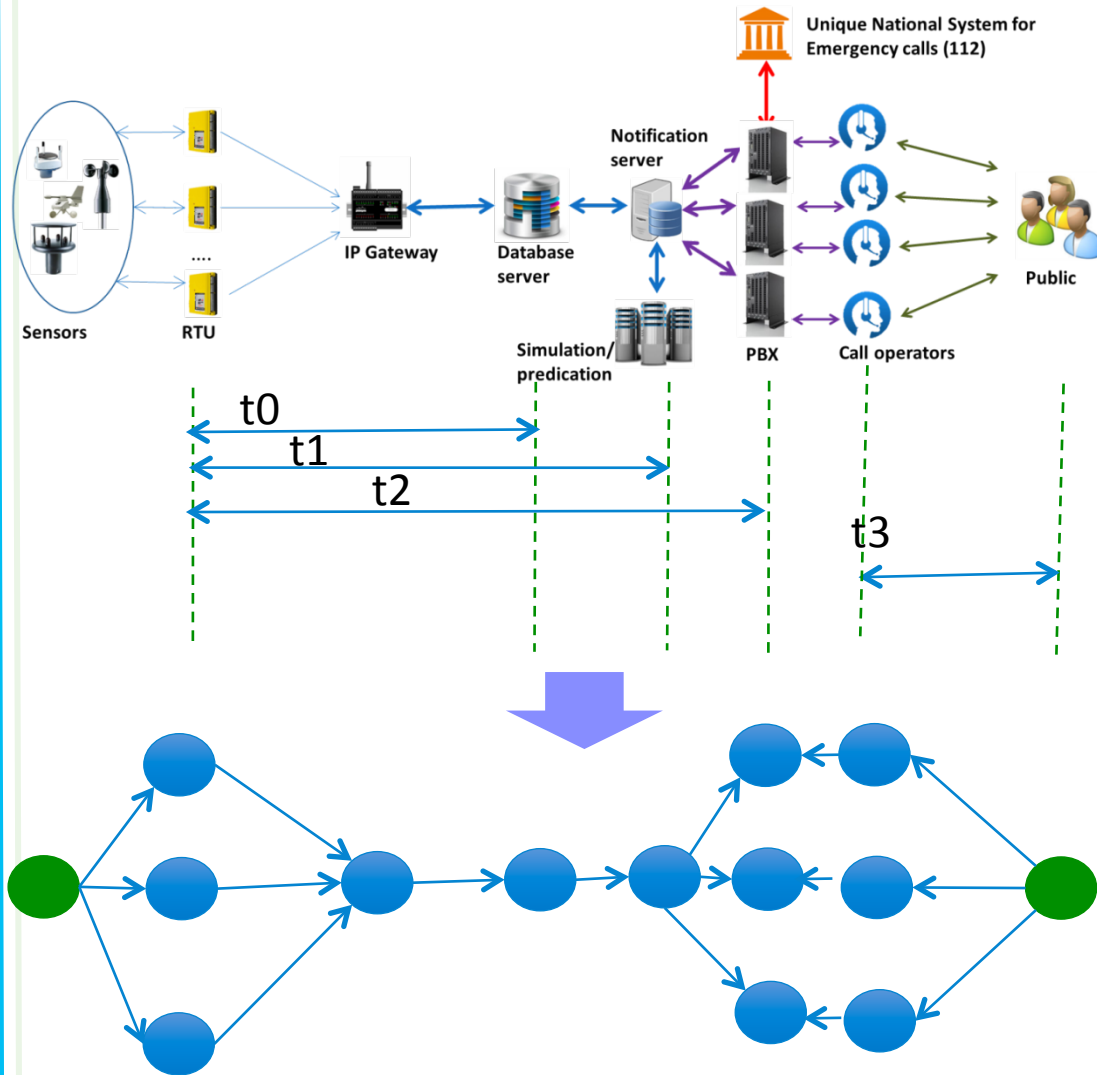 Unique National System for
Emergency calls (112)
Notification
server
....
IP Gateway
Database
server
Public
Sensors
RTU
Simulation/
predication
PBX
Call operators
t0
t1
t2
t3